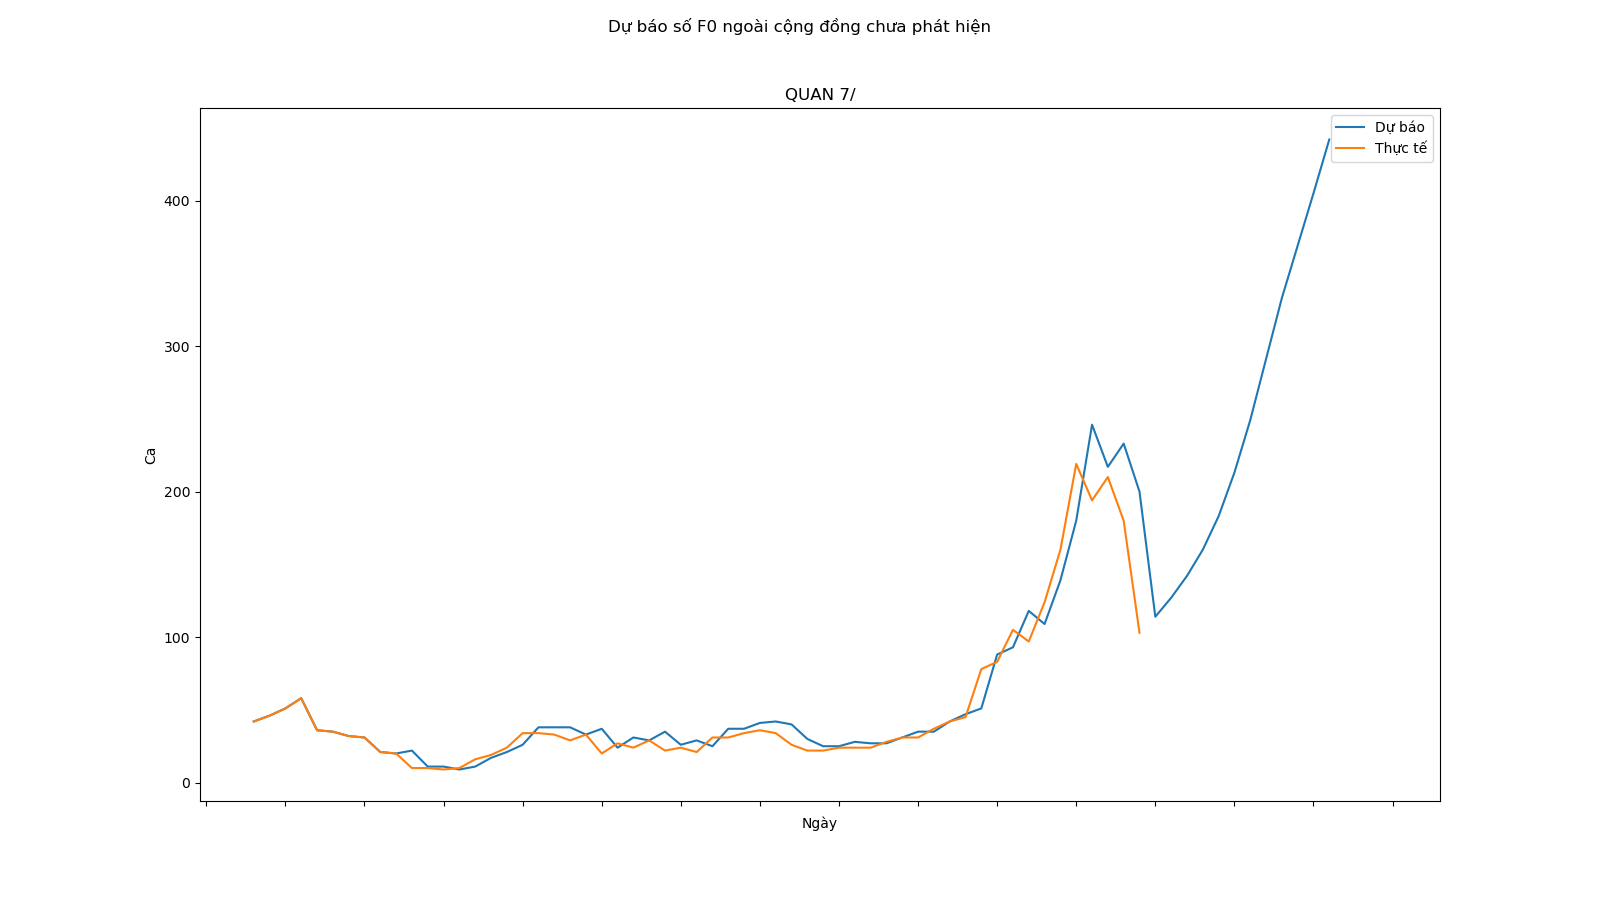 Dự báo số F0 ngoài cộng đồng chưa phát hiện
QUAN 7/
Dự báo
Thực tế
400
300
200
100
0
Ca
Ngày